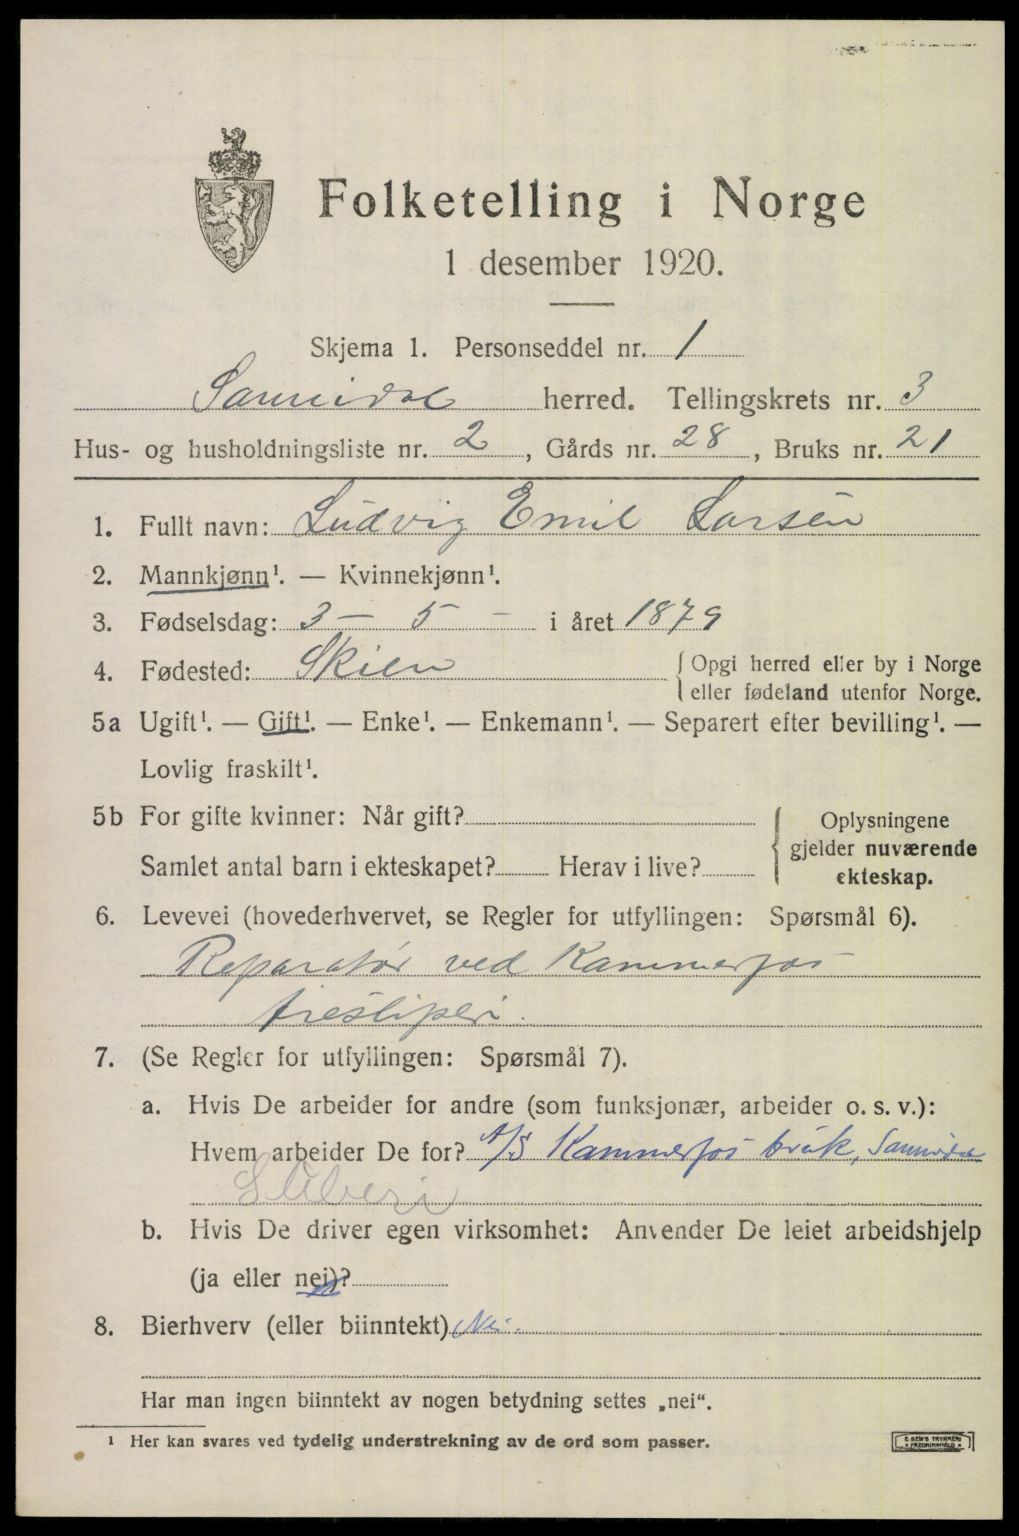 Folketelling i Norge
1 desember 1920.
Skjema 1. Personseddel nr. 1
Sannidal herred. Tellingskrets nr. 3
Hus- og husholdningsliste nr. 2, Gårds nr. 28, Bruks nr. 21
1. Fullt navn: Ludvig Emil Larsen
2. Mannkjønn¹. — Kvinnekjønn¹.
3. Fødselsdag: 3 – 5 – i året 1879
4. Fødested: Skien {Opgi herred eller by i Norge
eller fødeland utenfor Norge.
5a Ugift¹. — Gift¹. — Enke¹. — Enkemann¹. — Separert efter bevilling¹. —
Lovlig fraskilt¹.
5b For gifte kvinner: Når gift?
Samlet antal barn i ekteskapet? Herav i live?
{Oplysningene
gjelder nuværende
ekteskap.
6. Levevei (hovederhvervet, se Regler for utfyllingen: Spørsmål 6).
Reparatør ved Kammerfos
tresliperi.
7. (Se Regler for utfyllingen: Spørsmål 7).
a. Hvis De arbeider for andre (som funksjonær, arbeider o. s. v.):
Hvem arbeider De for? A/S Kammerfos bruk, Sannidal
Sliberi
b. Hvis De driver egen virksomhet: Anvender De leiet arbeidshjelp
(ja eller nei)?
8. Bierhverv (eller biinntekt) Nei.
Har man ingen biinntekt av nogen betydning settes „nei“.
¹ Her kan svares ved tydelig understrekning av de ord som passer.